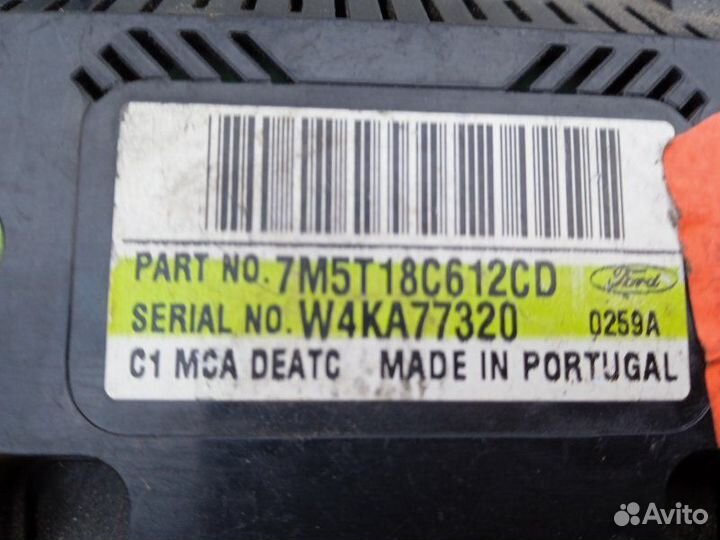 PART NO. 7M5T18C612CD Ford
SERIAL NO. W4KA77320 0259A
C1 MCA DEATC MADE IN PORTUGAL
Avito